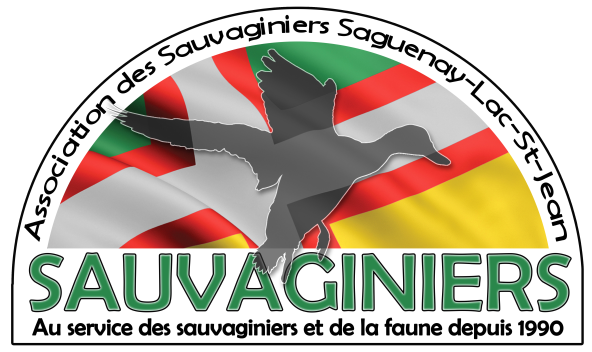 Association des Sauvaginiers Saguenay-Lac-St-Jean
SAUVAGINIERS
Au service des sauvaginiers et de la faune depuis 1990